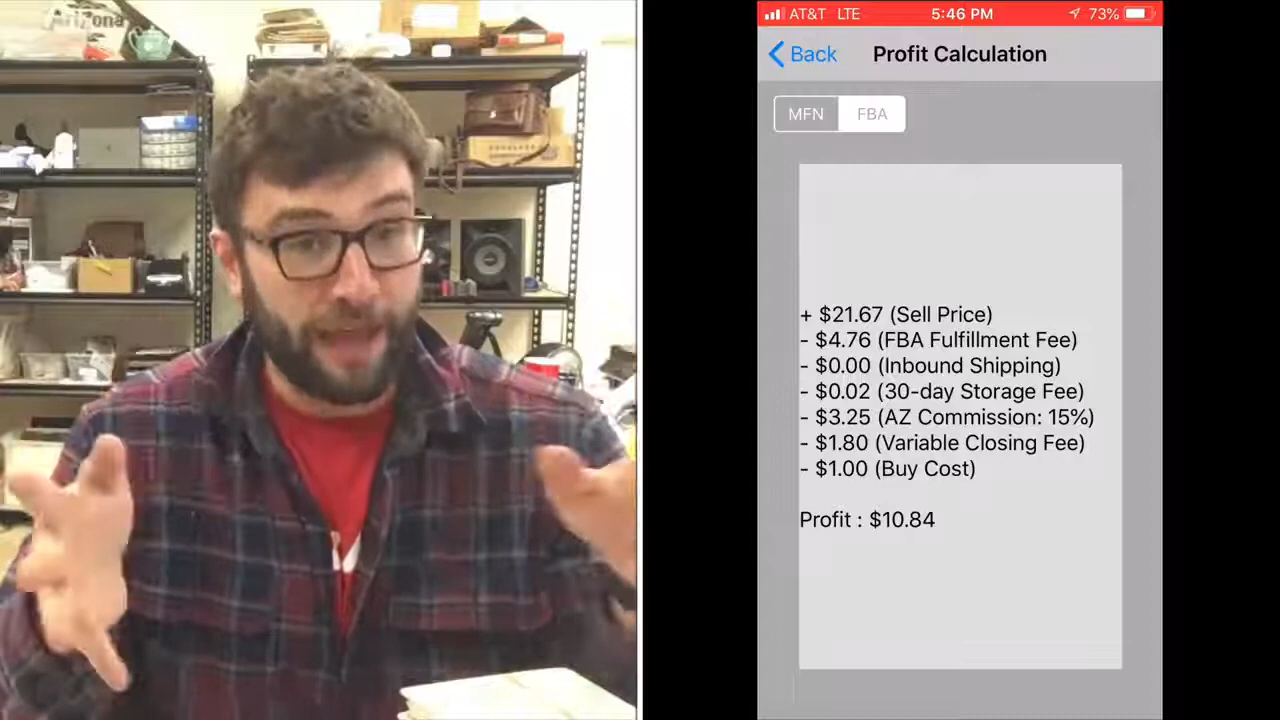 Arizona
AT&T LTE 5:46 PM 73%
Back Profit Calculation
MFN FBA
+ $21.67 (Sell Price)
- $4.76 (FBA Fulfillment Fee)
- $0.00 (Inbound Shipping)
- $0.02 (30-day Storage Fee)
- $3.25 (AZ Commission: 15%)
- $1.80 (Variable Closing Fee)
- $1.00 (Buy Cost)
Profit : $10.84